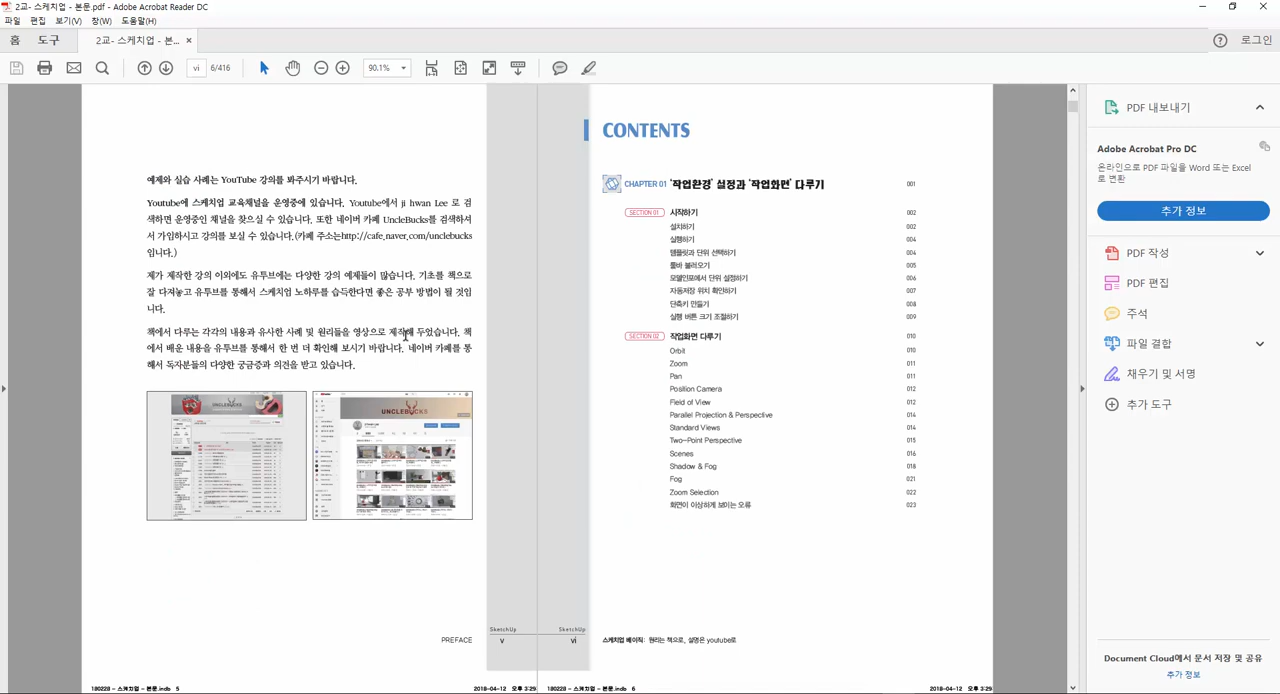 2교- 스케치업 - 본문.pdf - Adobe Acrobat Reader DC
파일 편집 보기(V) 창(W) 도움말(H)
홈 도구 2교- 스케치업 - 본... × 로그인
vi 6/416 90.1%
예제와 실습 사례는 YouTube 강의를 봐주시기 바랍니다.
Youtube에 스케치업 교육채널을 운영중에 있습니다. Youtube에서 ji hwan Lee 로 검
색하면 운영중인 채널을 찾으실 수 있습니다. 또한 네이버 카페 UncleBucks를 검색하셔
서 가입하시고 강의를 보실 수 있습니다.(카페 주소는http://cafe.naver.com/unclebucks
입니다.)
제가 제작한 강의 이외에도 유투브에는 다양한 강의 예제들이 많습니다. 기초를 책으로
잘 다져놓고 유투브를 통해서 스케치업 노하루를 습득한다면 좋은 공부 방법이 될 것입
니다.
책에서 다루는 각각의 내용과 유사한 사례 및 원리들을 영상으로 제작해 두었습니다. 책
에서 배운 내용을 유투브를 통해서 한 번 더 확인해 보시기 바랍니다. 네이버 카페를 통
해서 독자분들의 다양한 궁금증과 의견을 받고 있습니다.
UNCLEBUCKS
UNCLEBUCKS
PREFACE
SketchUp
v
180228 - 스케치업 - 본문.indb 5
2018-04-12 오후 3:29
CONTENTS
CHAPTER 01 '작업환경' 설정과 '작업화면' 다루기 001
SECTION 01 시작하기 002
설치하기 002
실행하기 004
템플릿과 단위 선택하기 004
툴바 불러오기 005
모델인포에서 단위 설정하기 006
자동저장 위치 확인하기 007
단축키 만들기 008
실행 버튼 크기 조절하기 009
SECTION 02 작업화면 다루기 010
Orbit 010
Zoom 011
Pan 011
Position Camera 012
Field of View 012
Parallel Projection & Perspective 014
Standard Views 014
Two-Point Perspective 015
Scenes 016
Shadow & Fog 018
Fog 021
Zoom Selection 022
화면이 이상하게 보이는 오류 023
SketchUp
vi
스케치업 베이직: 원리는 책으로, 설명은 youtube로
180228 - 스케치업 - 본문.indb 6
2018-04-12 오후 3:29
PDF 내보내기
Adobe Acrobat Pro DC
온라인으로 PDF 파일을 Word 또는 Excel
로 변환
추가 정보
PDF 작성
PDF 편집
주석
파일 결합
채우기 및 서명
추가 도구
Document Cloud에서 문서 저장 및 공유
추가 정보